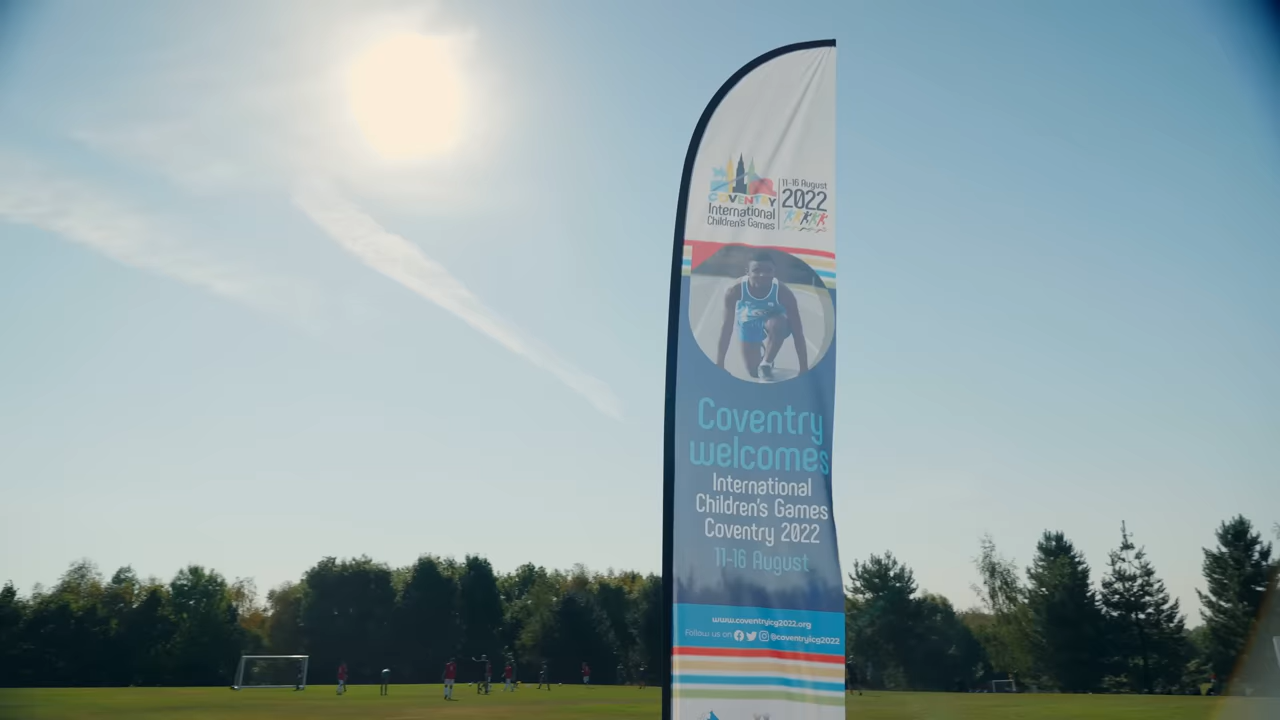 COVENTRY
International
Children's Games
11-16 August
2022
Coventry
welcomes
International
Children's Games
Coventry 2022
11-16 August
www.coventryicg2022.org
Follow us on @coventryicg2022